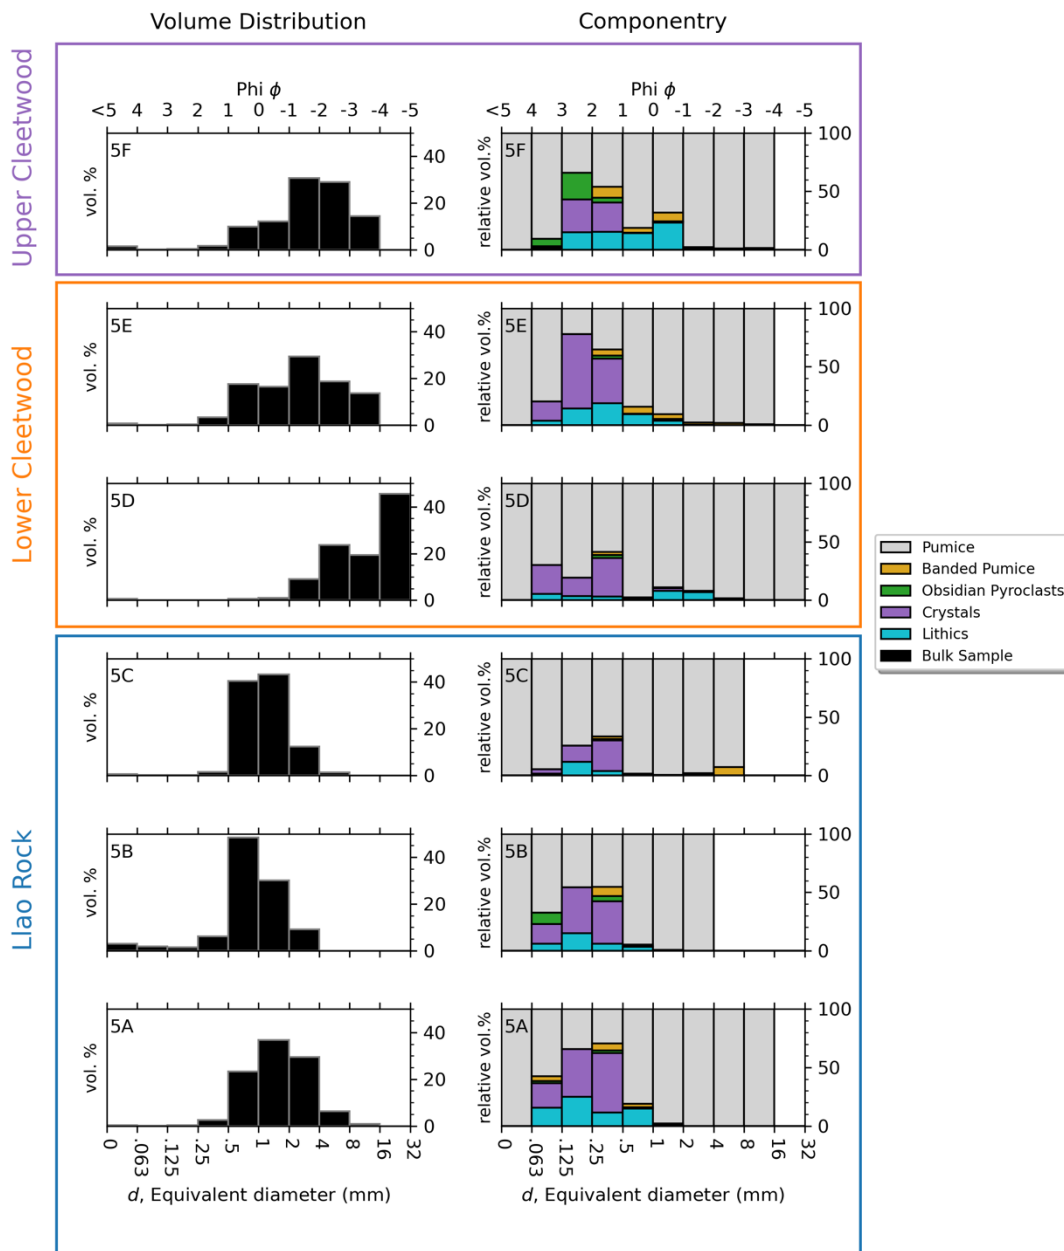 Volume Distribution
Componentry
Upper Cleetwood
Phi ϕ
<5 4 3 2 1 0 -1 -2 -3 -4 -5
5F
vol. %
40
20
0
Phi ϕ
<5 4 3 2 1 0 -1 -2 -3 -4 -5
5F
relative vol.%
100
50
0
Lower Cleetwood
5E
vol. %
40
20
0
5E
relative vol.%
100
50
0
5D
vol. %
40
20
0
5D
relative vol.%
100
50
0
Pumice
Banded Pumice
Obsidian Pyroclasts
Crystals
Lithics
Bulk Sample
Llao Rock
5C
vol. %
40
20
0
5C
relative vol.%
100
50
0
5B
vol. %
40
20
0
5B
relative vol.%
100
50
0
5A
vol. %
40
20
0
0 .063 .125 .25 .5 1 2 4 8 16 32
d, Equivalent diameter (mm)
5A
relative vol.%
100
50
0
0 .063 .125 .25 .5 1 2 4 8 16 32
d, Equivalent diameter (mm)